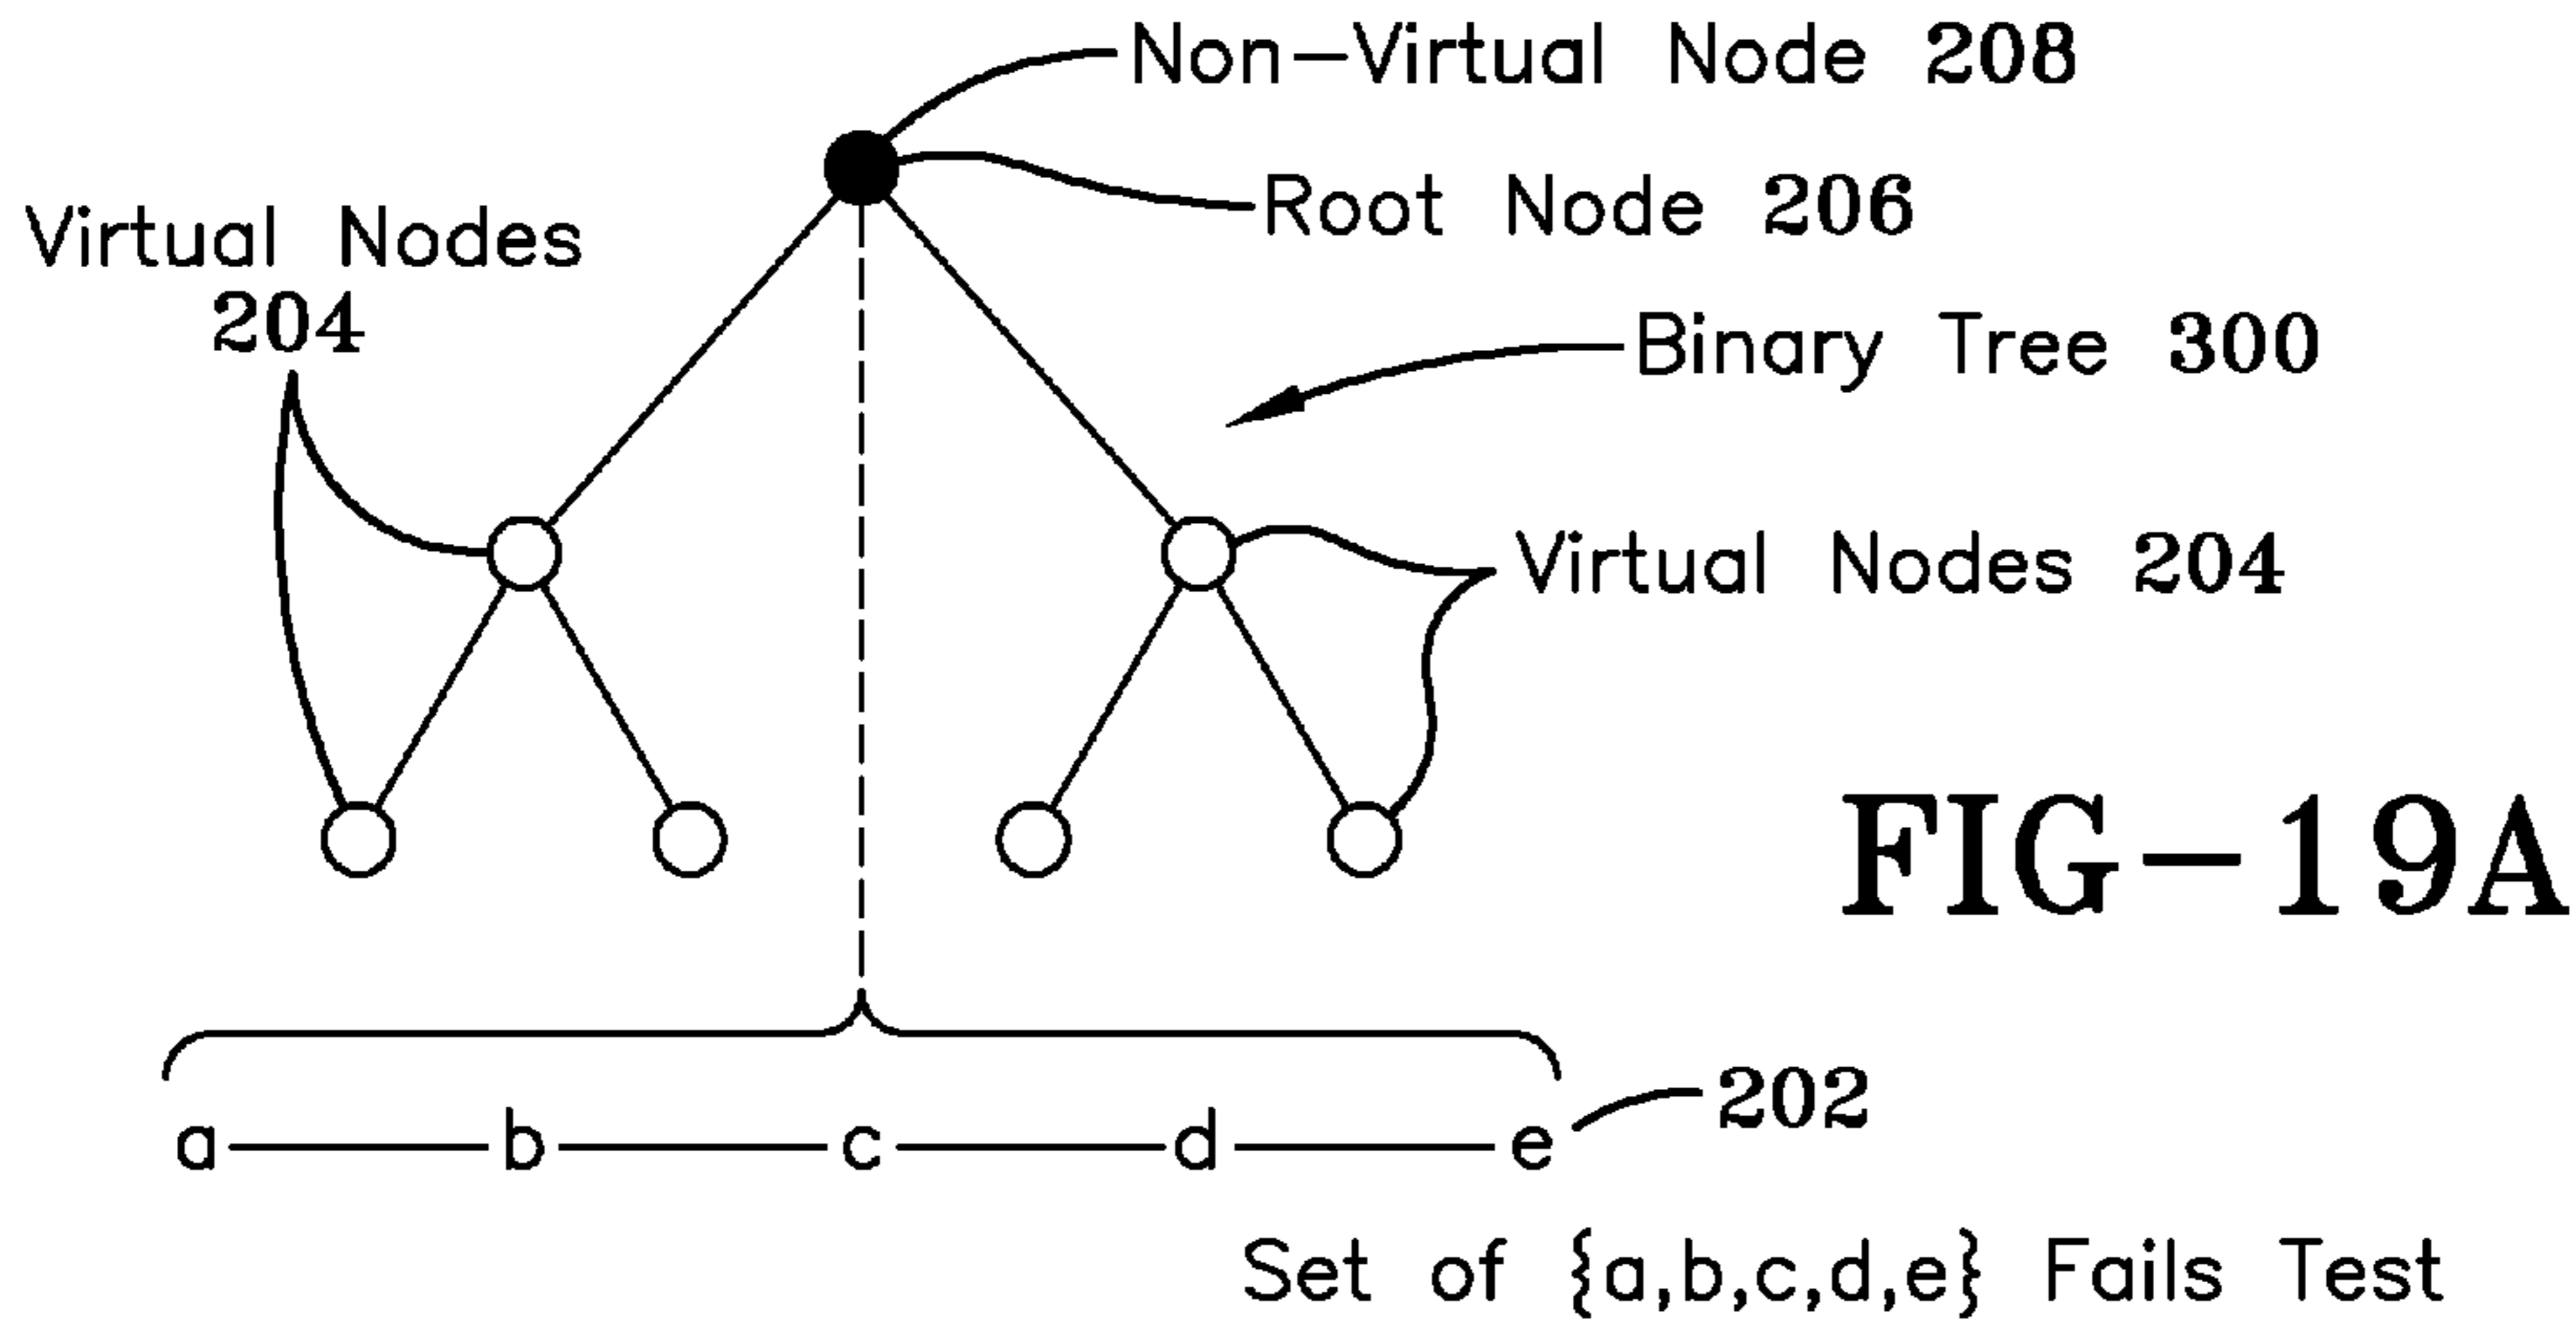 Non-Virtual Node 208
Root Node 206
Virtual Nodes
204
Binary Tree 300
Virtual Nodes 204
FIG-19A
202
a b c d e
Set of {a,b,c,d,e} Fails Test